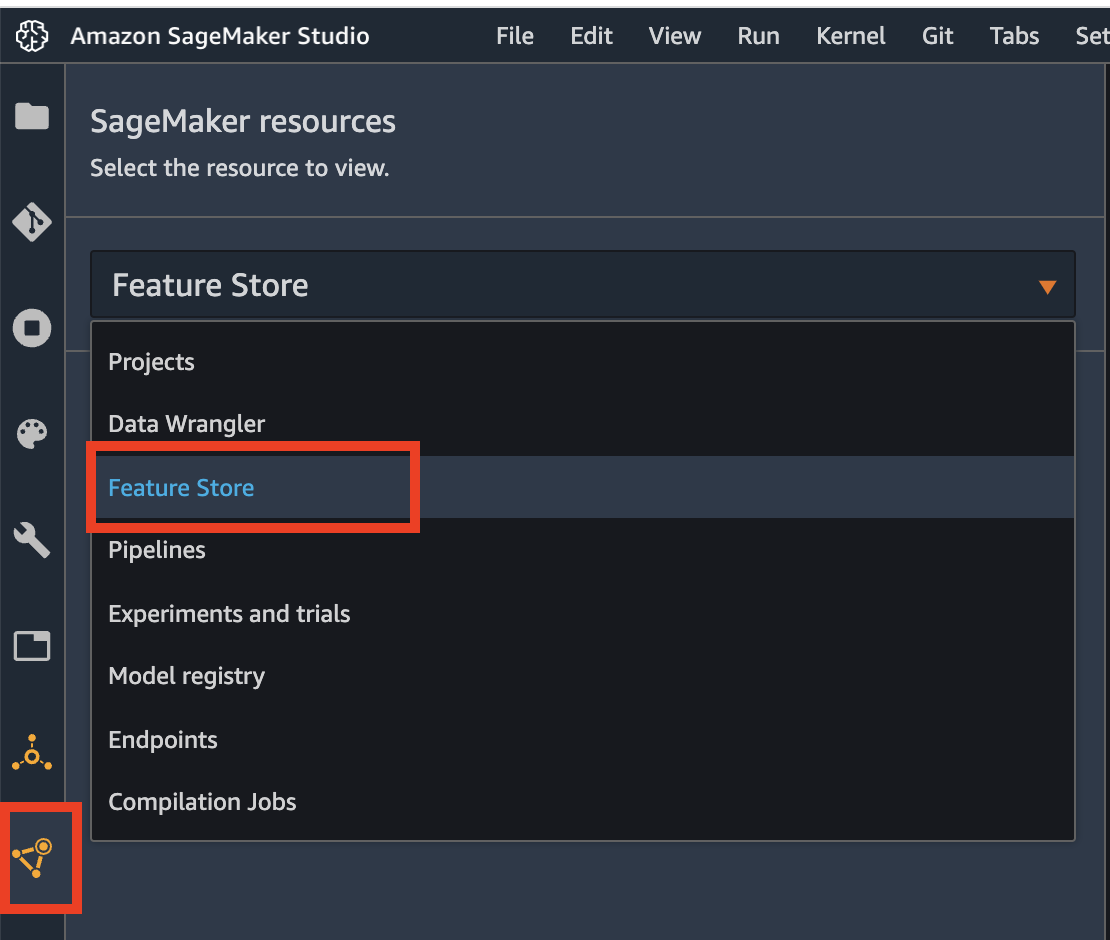 Amazon SageMaker Studio File Edit View Run Kernel Git Tabs
SageMaker resources
Select the resource to view.
Feature Store
Projects
Data Wrangler
Feature Store
Pipelines
Experiments and trials
Model registry
Endpoints
Compilation Jobs